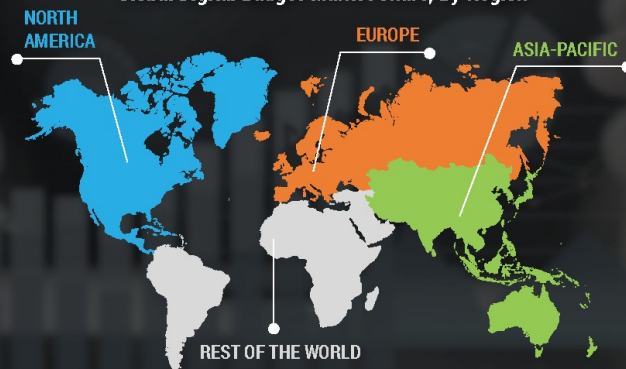 NORTH
AMERICA
EUROPE
ASIA-PACIFIC
REST OF THE WORLD